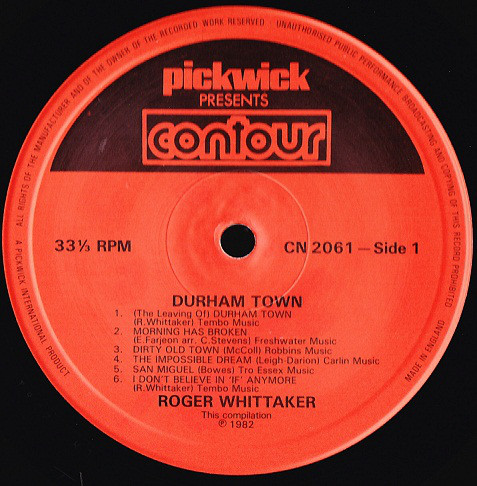 ALL RIGHTS OF THE MANUFACTURER AND OF THE OWNER OF THE RECORDED WORK RESERVED - UNAUTHORISED PUBLIC PERFORMANCE BROADCASTING AND COPYING OF THIS RECORD PROHIBITED
pickwick
PRESENTS
contour
33⅓ RPM
CN 2061 — Side 1
DURHAM TOWN
1. (The Leaving Of) DURHAM TOWN
(R.Whittaker) Tembo Music
2. MORNING HAS BROKEN
(E.Farjeon arr. C.Stevens) Freshwater Music
3. DIRTY OLD TOWN (McColl) Robbins Music
4. THE IMPOSSIBLE DREAM (Leigh-Darion) Carlin Music
5. SAN MIGUEL (Bowes) Tro Essex Music
6. I DON'T BELIEVE IN 'IF' ANYMORE
(R.Whittaker) Tembo Music
ROGER WHITTAKER
This compilation
℗ 1982
A PICKWICK INTERNATIONAL PRODUCT
MADE IN ENGLAND